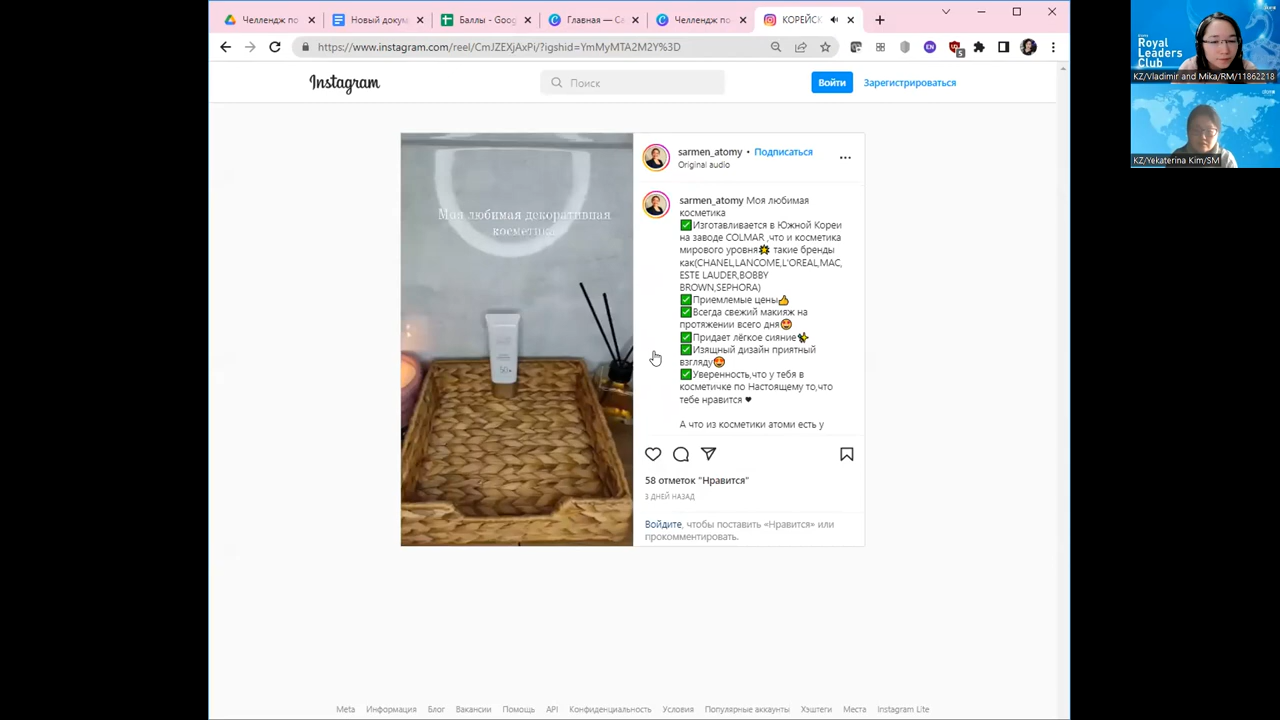 Челлендж по
Новый докум
Баллы - Goog
Главная — Са
Челлендж по
КОРЕЙСК
https://www.instagram.com/reel/CmJZEJgAxPi/?igshid=YmMyMTA2M2Y%3D
Instagram
Поиск
Войти
Зарегистрироваться
Моя любимая декоративная
косметика
50+
sarmen_atomy • Подписаться
Original audio
sarmen_atomy Моя любимая
косметика
✅Изготавливается в Южной Кореи
на заводе COLMAR ,что и косметика
мирового уровня💥 такие бренды
как(CHANEL,LANCOME,L'OREAL,MAC,
ESTE LAUDER,BOBBY
BROWN,SEPHORA)
✅Приемлемые цены👍
✅Всегда свежий макияж на
протяжении всего дня🤩
✅Придает лёгкое сияние✨
✅Изящный дизайн приятный
взгляду🤩
✅Уверенность,что у тебя в
косметичке по Настоящему то,что
тебе нравится ♥
А что из косметики атоми есть у
58 отметок "Нравится"
3 ДНЕЙ НАЗАД
Войдите, чтобы поставить «Нравится» или
прокомментировать.
Meta Информация Блог Вакансии Помощь API Конфиденциальность Условия Популярные аккаунты Хэштеги Места Instagram Lite
Royal
Leaders
Club
KZ/Vladimir and Mika/RM/11862218
KZ/Yekaterina Kim/SM